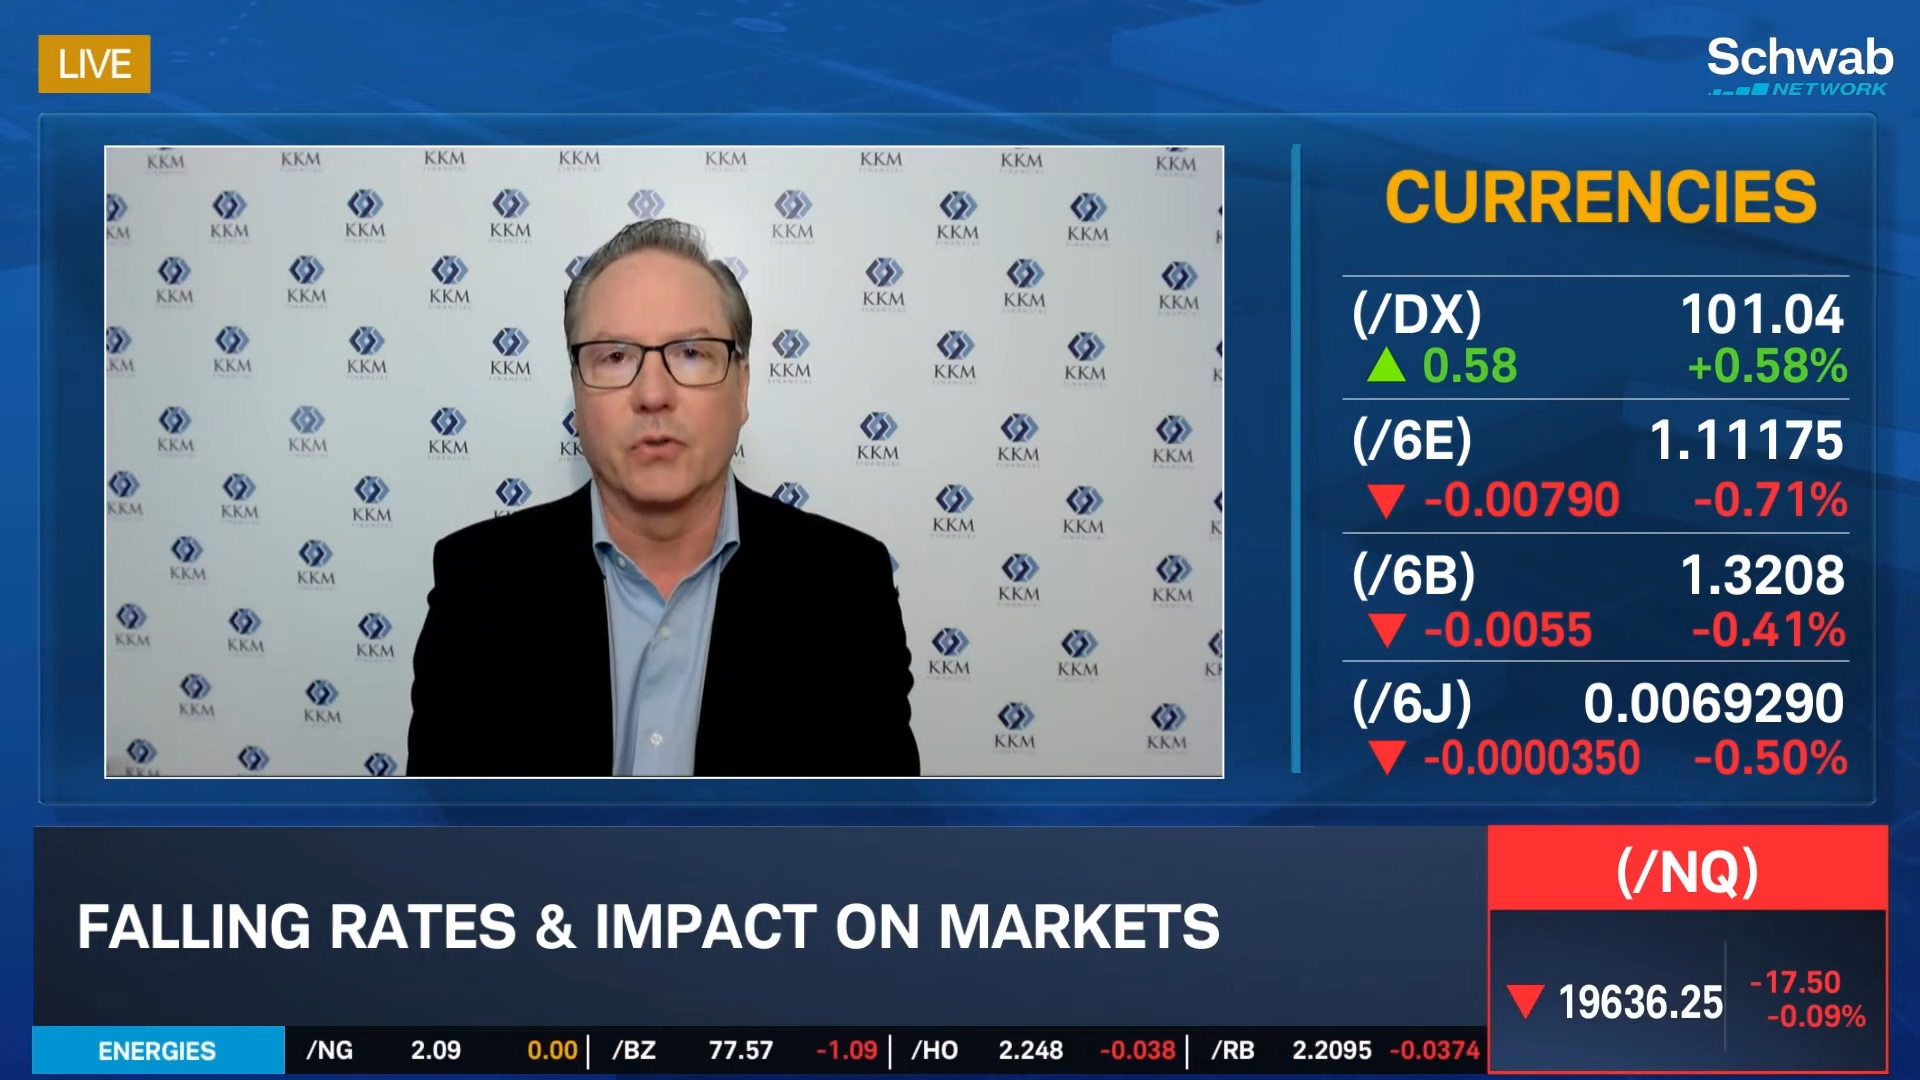 LIVE
Schwab
NETWORK
KKM
FINANCIAL
CURRENCIES
(/DX) 101.04
0.58 +0.58%
(/6E) 1.11175
-0.00790 -0.71%
(/6B) 1.3208
-0.0055 -0.41%
(/6J) 0.0069290
-0.0000350 -0.50%
FALLING RATES & IMPACT ON MARKETS
(/NQ)
19636.25 -17.50
-0.09%
ENERGIES /NG 2.09 0.00 /BZ 77.57 -1.09 /HO 2.248 -0.038 /RB 2.2095 -0.0374